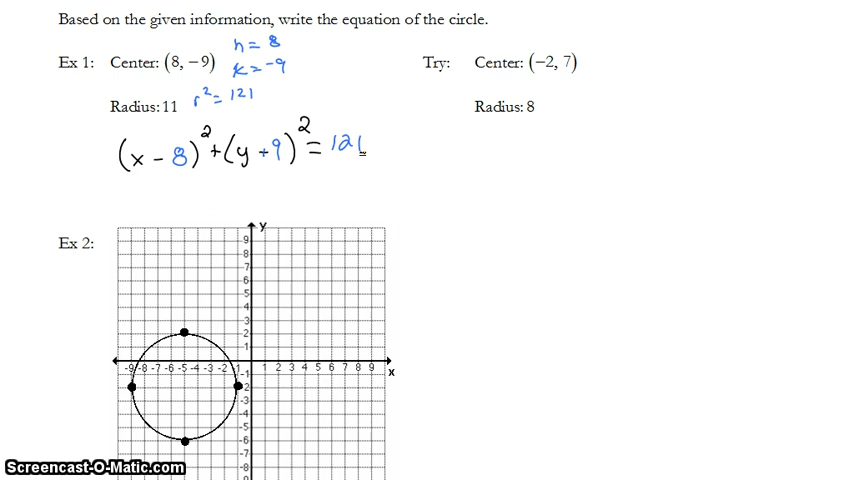 Based on the given information, write the equation of the circle.
h = 8
Ex 1: Center: (8, −9) k = −9 Try: Center: (−2, 7)
Radius: 11 r² = 121 Radius: 8
(x − 8)² + (y + 9)² = 121
Ex 2:
y
9
8
7
6
5
4
3
2
1
-9 -8 -7 -6 -5 -4 -3 -2 -1 1 2 3 4 5 6 7 8 9
x
-1
-2
-3
-4
-5
-6
-7
-8
Screencast-O-Matic.com